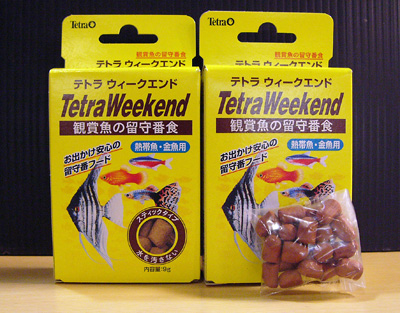 Tetra
観賞魚の留守番食
テトラ ウィークエンド
TetraWeekend
観賞魚の留守番食
熱帯魚・金魚用
お出かけ安心の
留守番フード
スティックタイプ
水を汚さない
内容量:9g
Tetra
観賞魚の留守番食
テトラ ウィークエンド
TetraWeekend
観賞魚の留守番食
熱帯魚・金魚用
お出かけ安心の
留守番フード